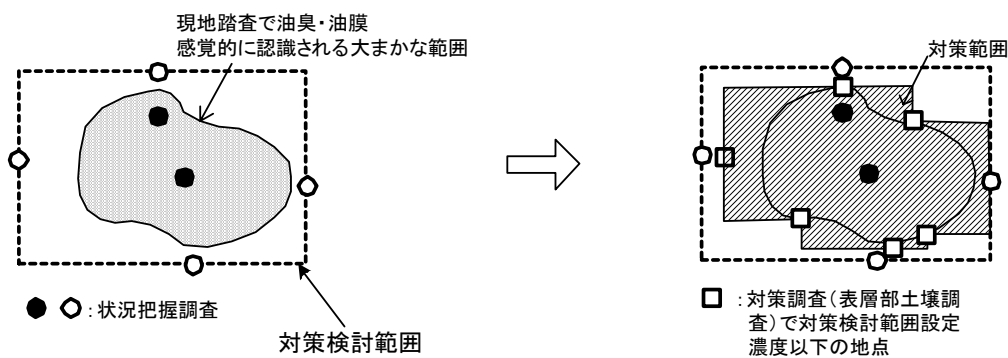 現地踏査で油臭・油膜
感覚的に認識される大まかな範囲
:状況把握調査
対策検討範囲
対策範囲
:対策調査(表層部土壌調
査)で対策検討範囲設定
濃度以下の地点